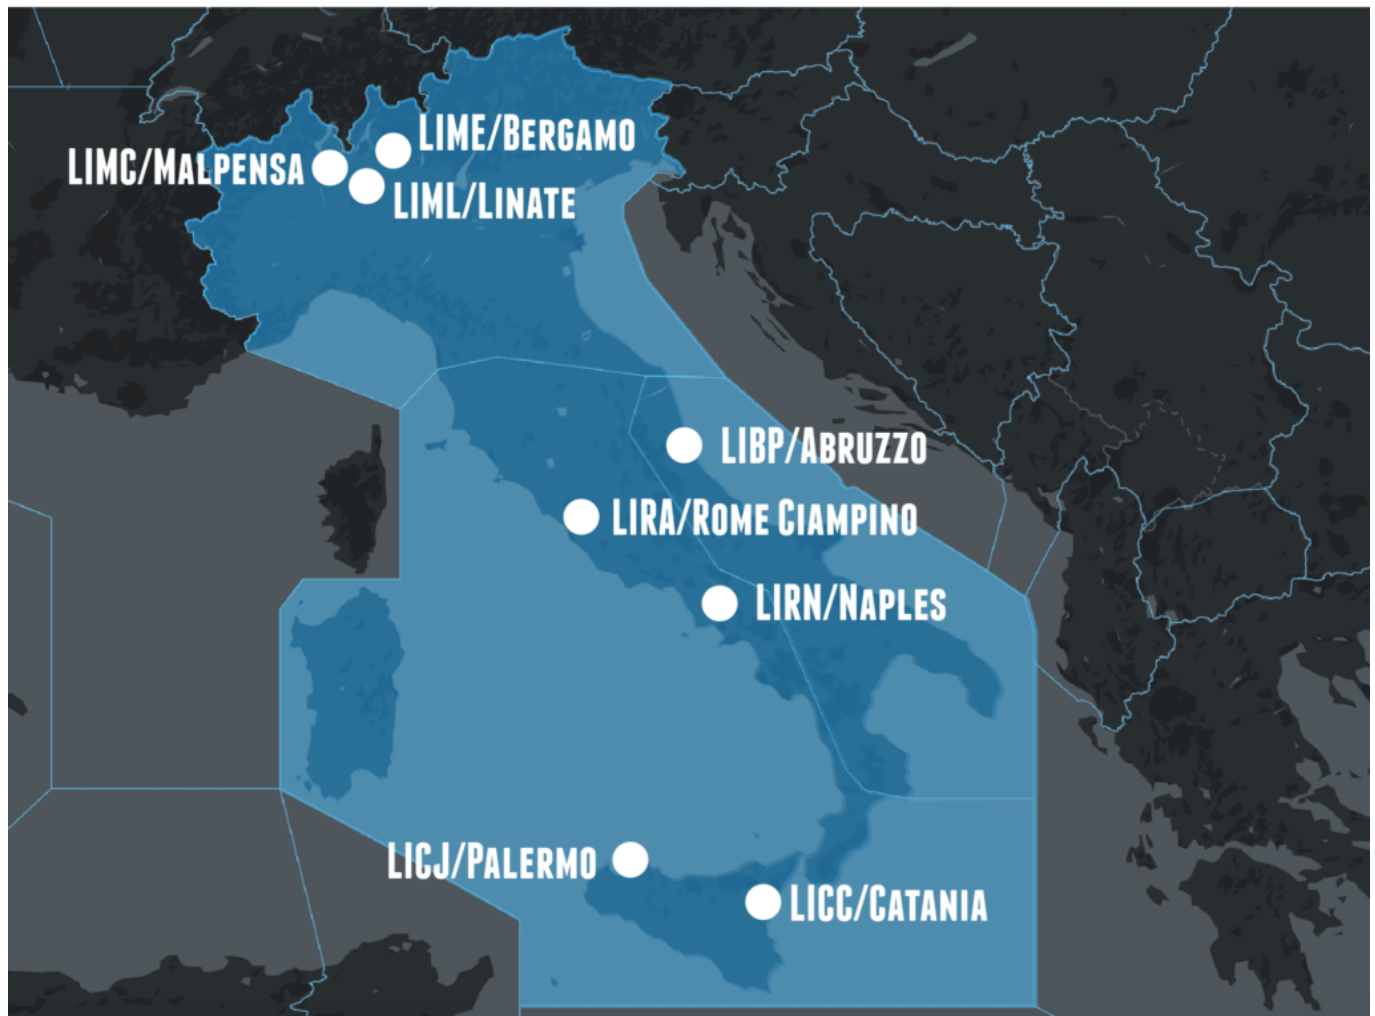 LIME/Bergamo
LIMC/Malpensa
LIML/Linate
LIBP/Abruzzo
LIRA/Rome Ciampino
LIRN/Naples
LICJ/Palermo
LICC/Catania